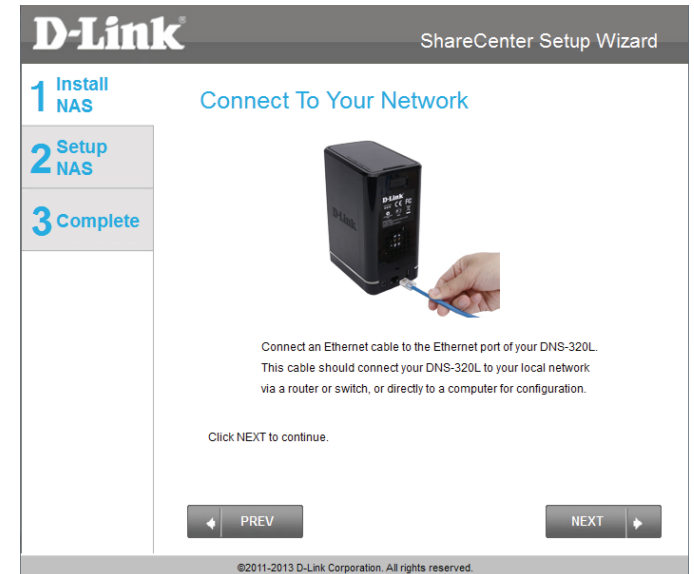 D-Link
ShareCenter Setup Wizard
1 Install
NAS
2 Setup
NAS
3 Complete
Connect To Your Network
D-Link
D-Link
Connect an Ethernet cable to the Ethernet port of your DNS-320L.
This cable should connect your DNS-320L to your local network
via a router or switch, or directly to a computer for configuration.
Click NEXT to continue.
PREV
NEXT
©2011-2013 D-Link Corporation. All rights reserved.